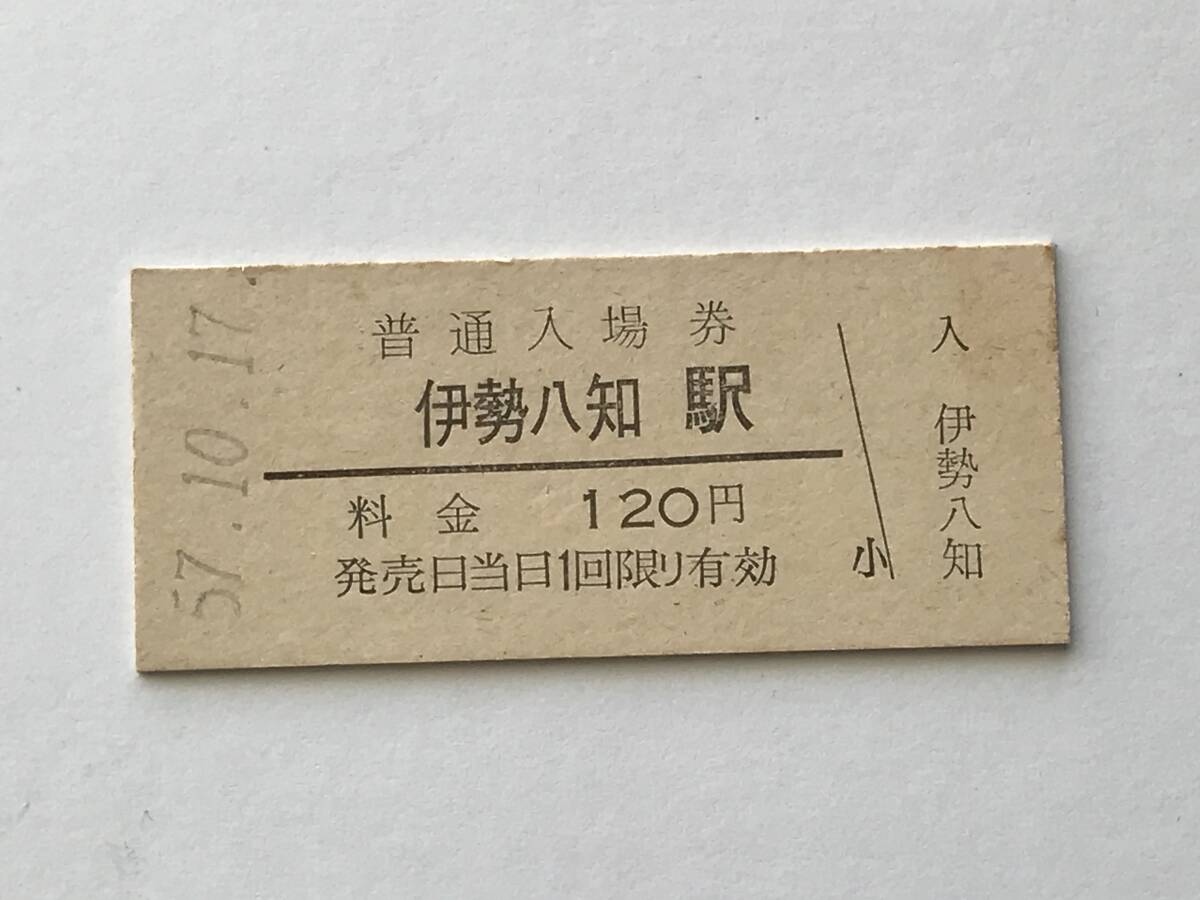 57.10.17.
普通入場券
伊勢八知 駅
料金 120円
発売日当日1回限り有効
小
入
伊勢八知